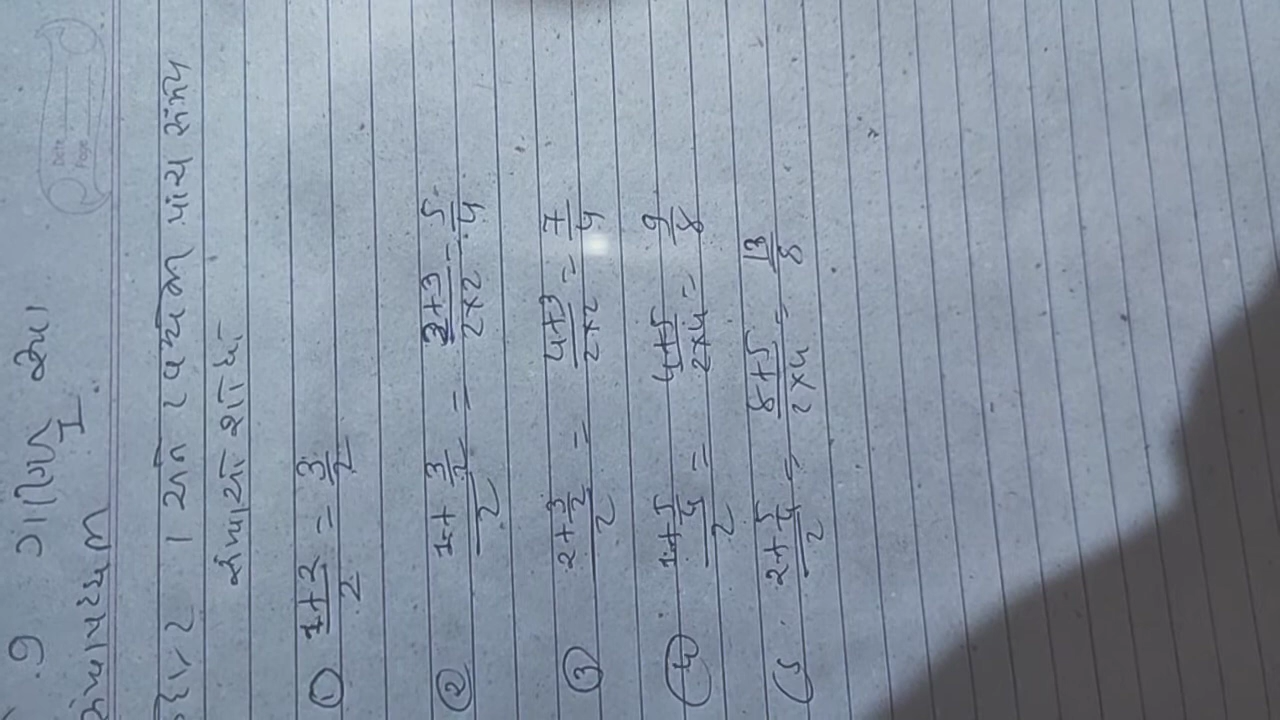 Date
Page
.9 ગણિત
1 અને 2 વચ્ચેના પાંચ
શોધો
① 1+2/2 = 3/2
② 1+3/2/2 = 2+3/2×2 = 5/4
③ 2+3/2/2 = 4+3/2×2 = 7/4
④ 1+5/4/2 = 4+5/2×4 = 9/8
5 2+5/4/2 = 8+5/2×4 = 13/8